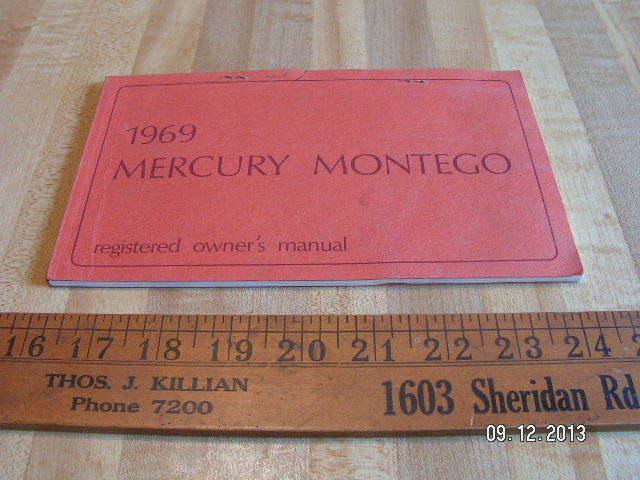 1969
MERCURY MONTEGO
registered owner's manual
16 17 18 19 20 21 22 23 24
THOS. J. KILLIAN
Phone 7200
1603 Sheridan Rd
09.12.2013